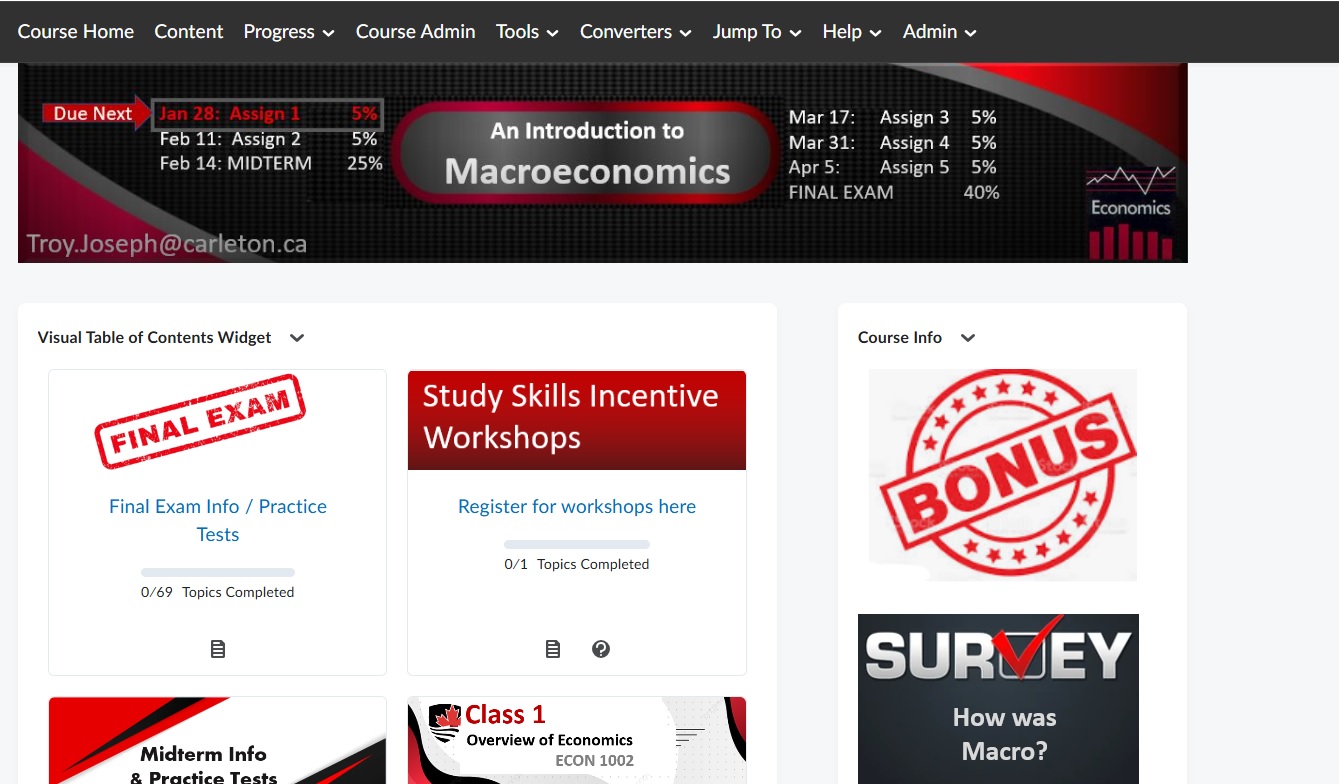 Course Home Content Progress Course Admin Tools Converters Jump To Help Admin
Due Next
Jan 28: Assign 1 5%
Feb 11: Assign 2 5%
Feb 14: MIDTERM 25%
An Introduction to
Macroeconomics
Mar 17: Assign 3 5%
Mar 31: Assign 4 5%
Apr 5: Assign 5 5%
FINAL EXAM 40%
Economics
Troy.Joseph@carleton.ca
Visual Table of Contents Widget
FINAL EXAM
Final Exam Info / Practice
Tests
0/69 Topics Completed
Study Skills Incentive
Workshops
Register for workshops here
0/1 Topics Completed
Midterm Info
& Practice Tests
Class 1
Overview of Economics
ECON 1002
Course Info
BONUS
SURVEY
How was
Macro?